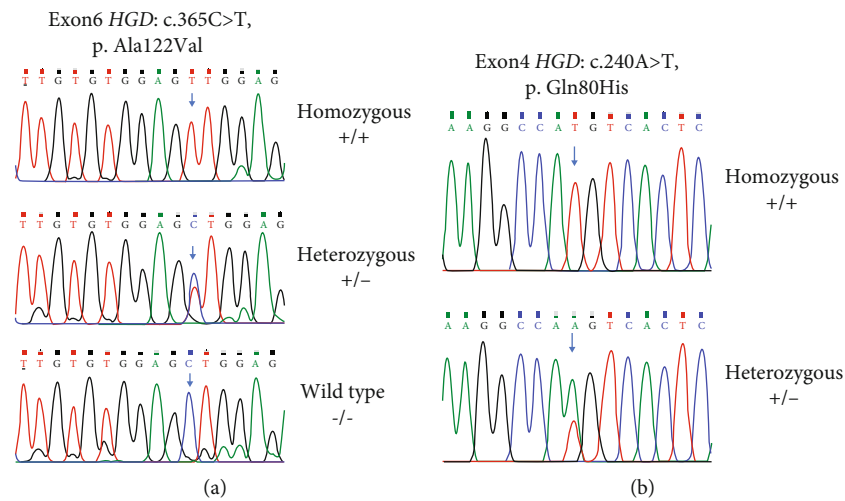 Exon6 HGD: c.365C>T,
p. Ala122Val
T T G T G T G G A G T T G G A G
Homozygous
+/+
T T G T G T G G A G C T G G A G
Heterozygous
+/−
T T G T G T G G A G C T G G A G
Wild type
-/-
(a)
Exon4 HGD: c.240A>T,
p. Gln80His
A A G G C C A T G T C A C T C
Homozygous
+/+
A A G G C C A A G T C A C T C
Heterozygous
+/−
(b)